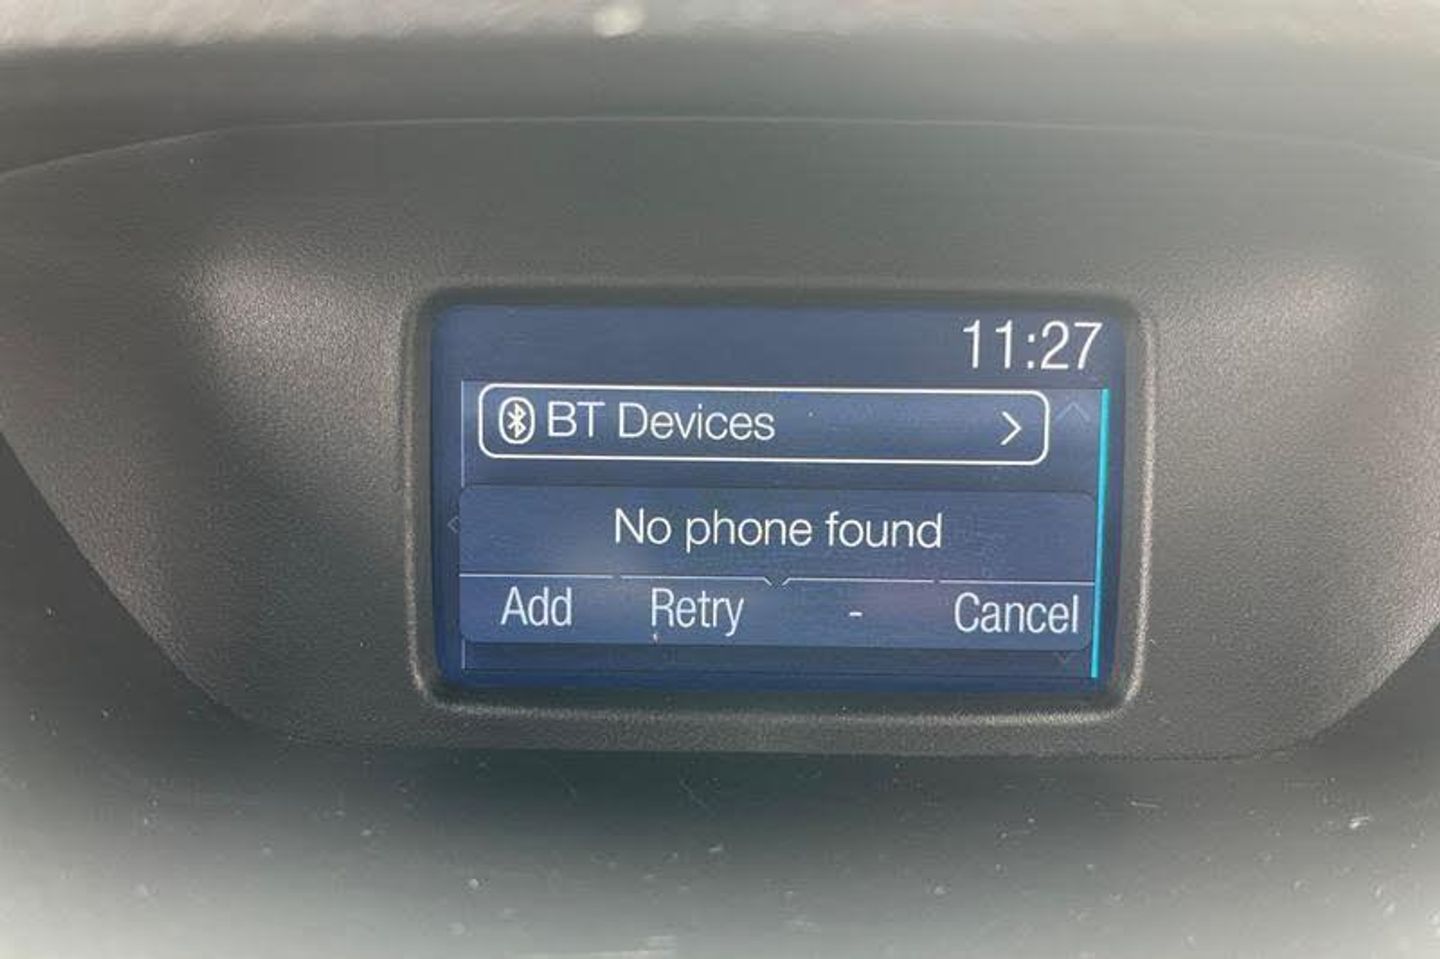 11:27
BT Devices
No phone found
Add Retry - Cancel